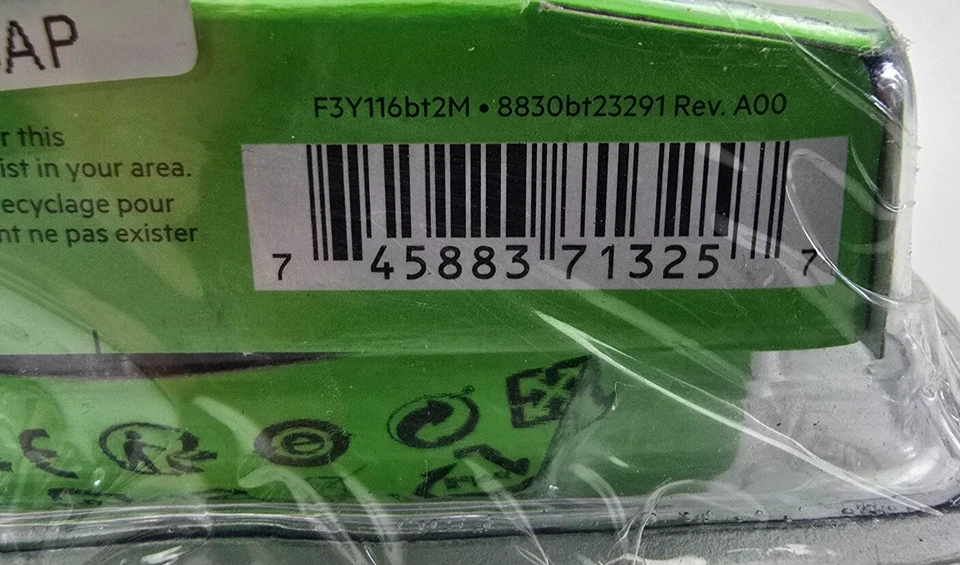 AP
F3Y116bt2M • 8830bt23291 Rev. A00
r this
ist in your area.
ecyclage pour
nt ne pas exister
7 45883 71325 7
CE
e